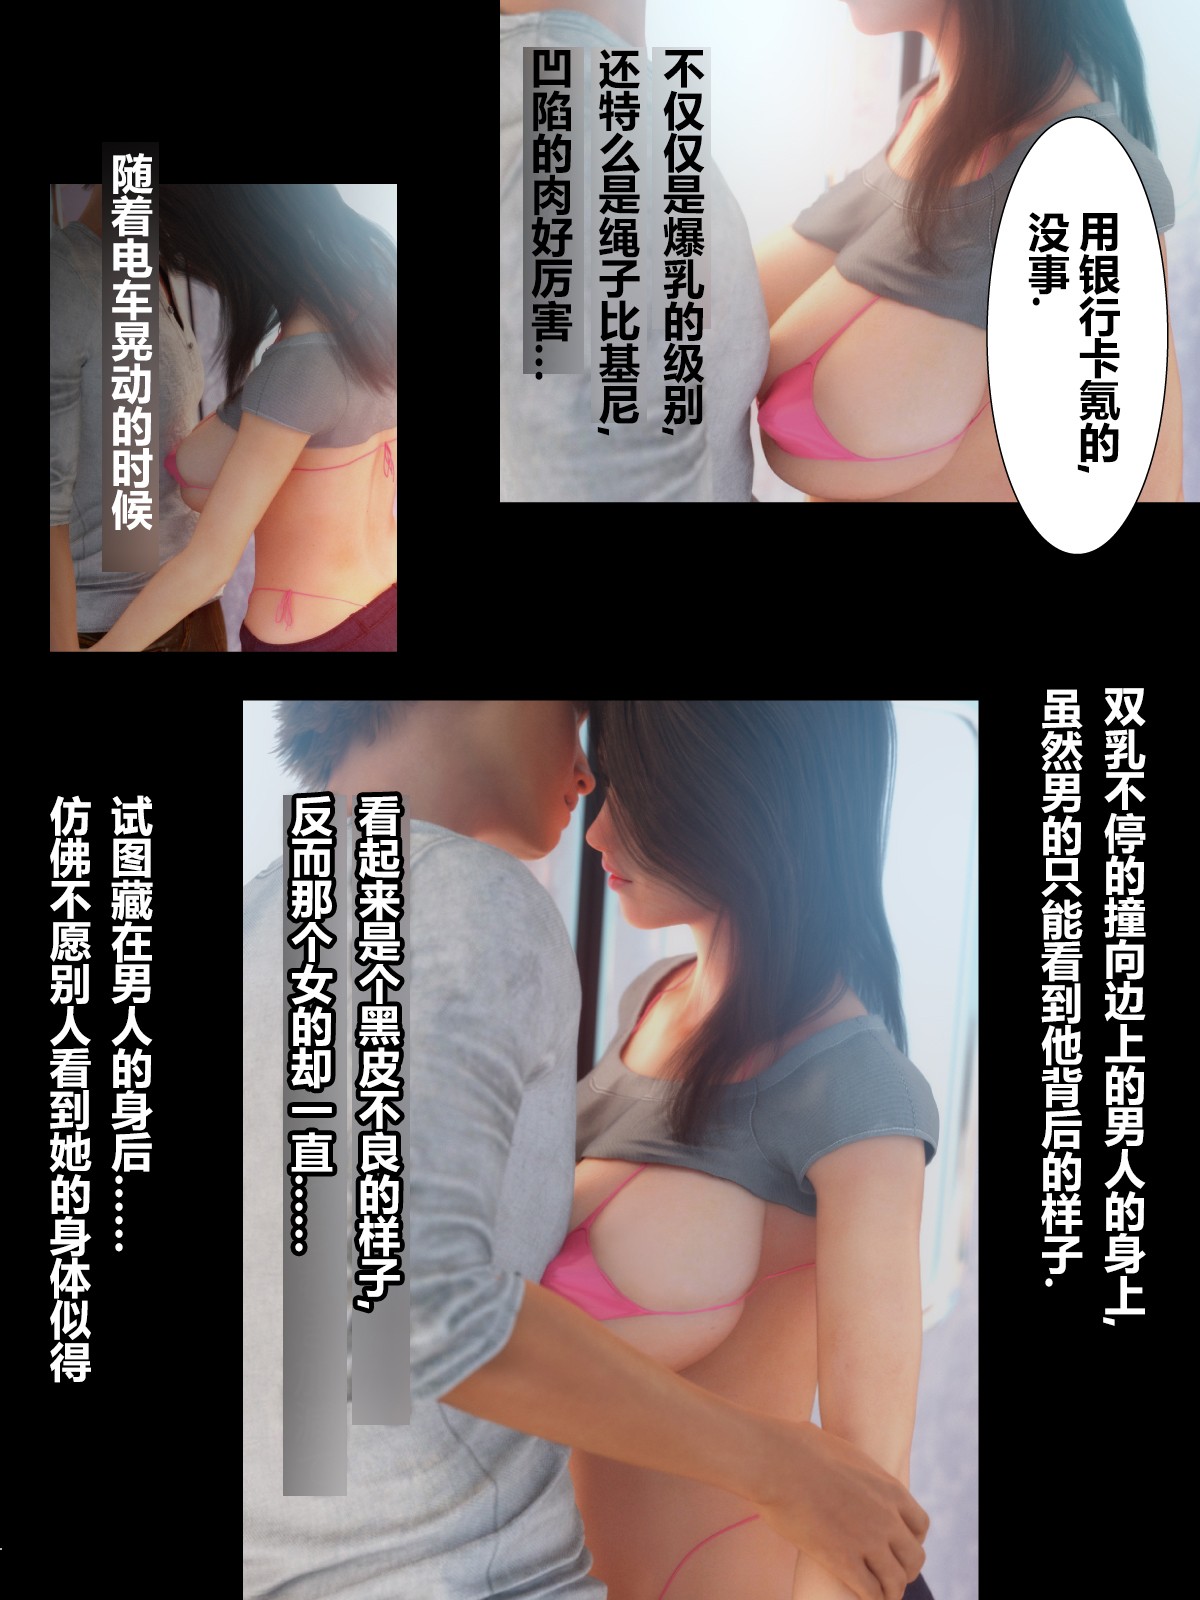 用银行卡氪的,
没事.
不仅仅是爆乳的级别,
还特么是绳子比基尼,
凹陷的肉好厉害…
随着电车晃动的时候
双乳不停的撞向边上的男人的身上,
虽然男的只能看到他背后的样子.
看起来是个黑皮不良的样子,
反而那个女的却一直……
试图藏在男人的身后……
仿佛不愿别人看到她的身体似得